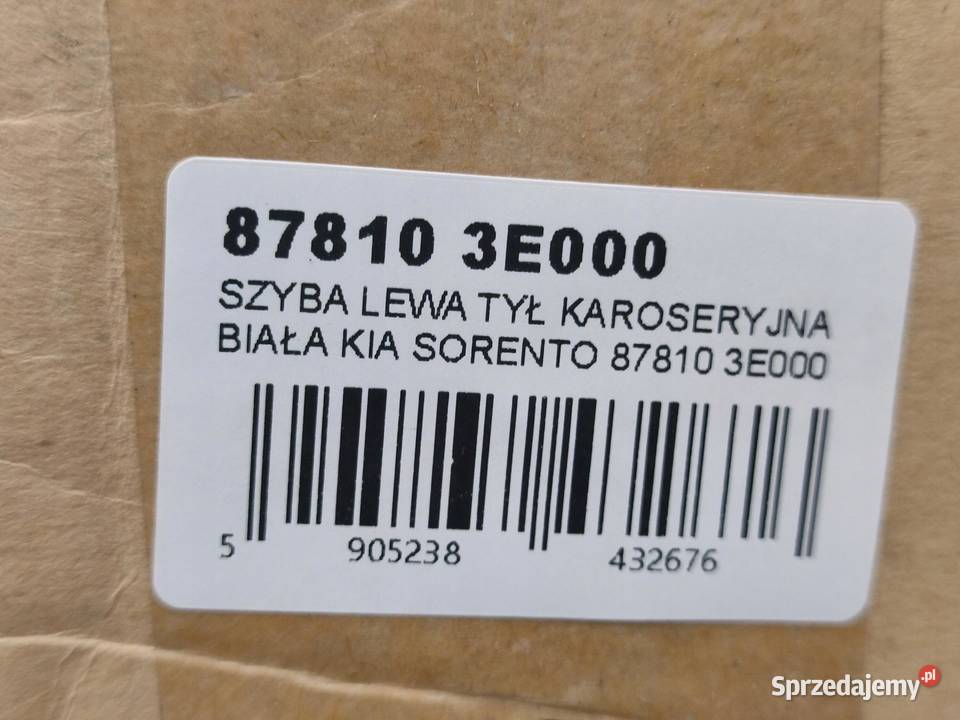 87810 3E000
SZYBA LEWA TYŁ KAROSERYJNA
BIAŁA KIA SORENTO 87810 3E000
5 905238 432676
Sprzedajemy.pl